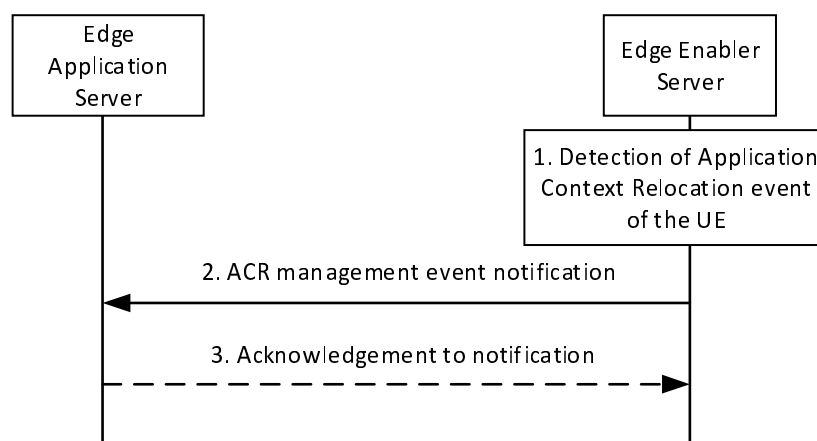 Edge
Application
Server
Edge Enabler
Server
1. Detection of Application
Context Relocation event
of the UE
2. ACR management event notification
3. Acknowledgement to notification